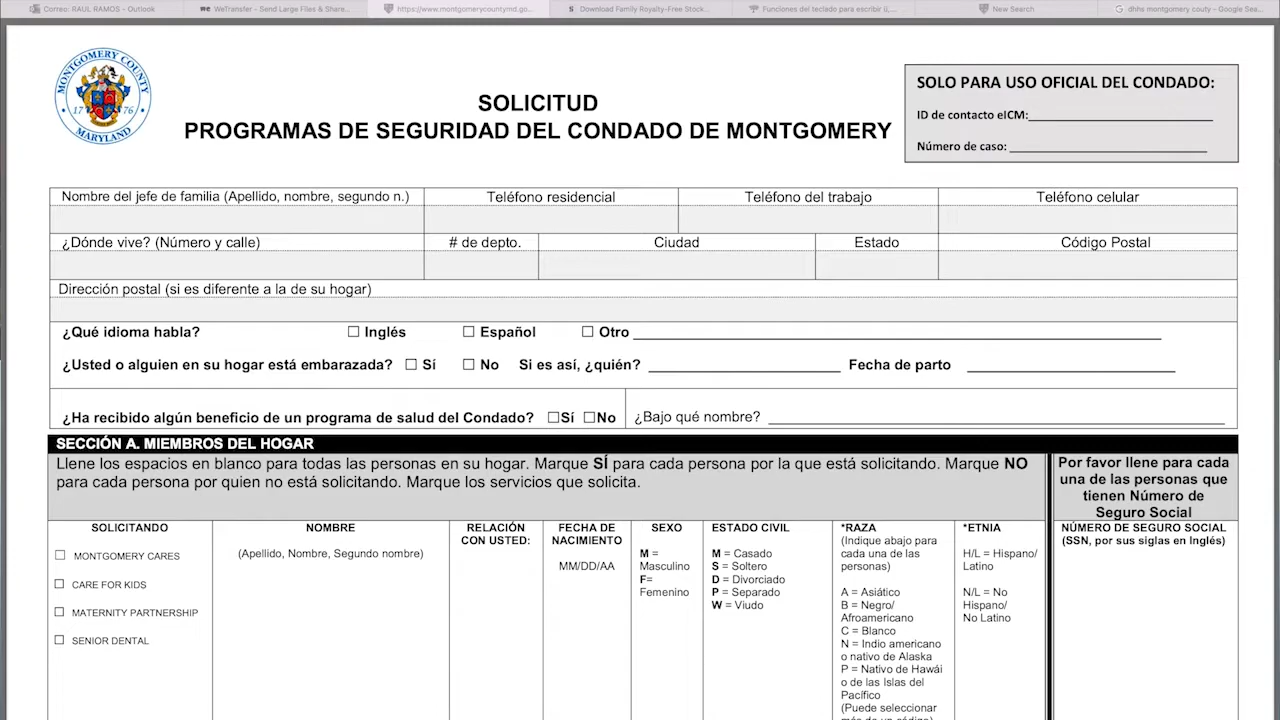 Correo: RAUL RAMOS - Outlook
WeTransfer - Send Large Files & Share...
https://www.montgomerycountymd.go...
Download Family Royalty-Free Stock...
Funciones del teclado para escribir ú,...
New Search
dhhs montgomery couty - Google Sea...
MONTGOMERY COUNTY
17 76
MARYLAND
SOLICITUD
PROGRAMAS DE SEGURIDAD DEL CONDADO DE MONTGOMERY
SOLO PARA USO OFICIAL DEL CONDADO:
ID de contacto eICM:
Número de caso:
Nombre del jefe de familia (Apellido, nombre, segundo n.)
Teléfono residencial
Teléfono del trabajo
Teléfono celular
¿Dónde vive? (Número y calle)
# de depto.
Ciudad
Estado
Código Postal
Dirección postal (si es diferente a la de su hogar)
¿Qué idioma habla? ☐ Inglés ☐ Español ☐ Otro
¿Usted o alguien en su hogar está embarazada? ☐ Sí ☐ No Si es así, ¿quién? Fecha de parto
¿Ha recibido algún beneficio de un programa de salud del Condado? ☐Sí ☐No
¿Bajo qué nombre?
SECCIÓN A. MIEMBROS DEL HOGAR
Llene los espacios en blanco para todas las personas en su hogar. Marque SÍ para cada persona por la que está solicitando. Marque NO
para cada persona por quien no está solicitando. Marque los servicios que solicita.
Por favor llene para cada
una de las personas que
tienen Número de
Seguro Social
SOLICITANDO
☐ MONTGOMERY CARES
☐ CARE FOR KIDS
☐ MATERNITY PARTNERSHIP
☐ SENIOR DENTAL
NOMBRE
(Apellido, Nombre, Segundo nombre)
RELACIÓN
CON USTED:
FECHA DE
NACIMIENTO
MM/DD/AA
SEXO
M =
Masculino
F=
Femenino
ESTADO CIVIL
M = Casado
S = Soltero
D = Divorciado
P = Separado
W = Viudo
*RAZA
(Indique abajo para
cada una de las
personas)
A = Asiático
B = Negro/
Afroamericano
C = Blanco
N = Indio americano
o nativo de Alaska
P = Nativo de Hawái
o de las Islas del
Pacífico
(Puede seleccionar
más de un código)
*ETNIA
H/L = Hispano/
Latino
N/L = No
Hispano/
No Latino
NÚMERO DE SEGURO SOCIAL
(SSN, por sus siglas en Inglés)